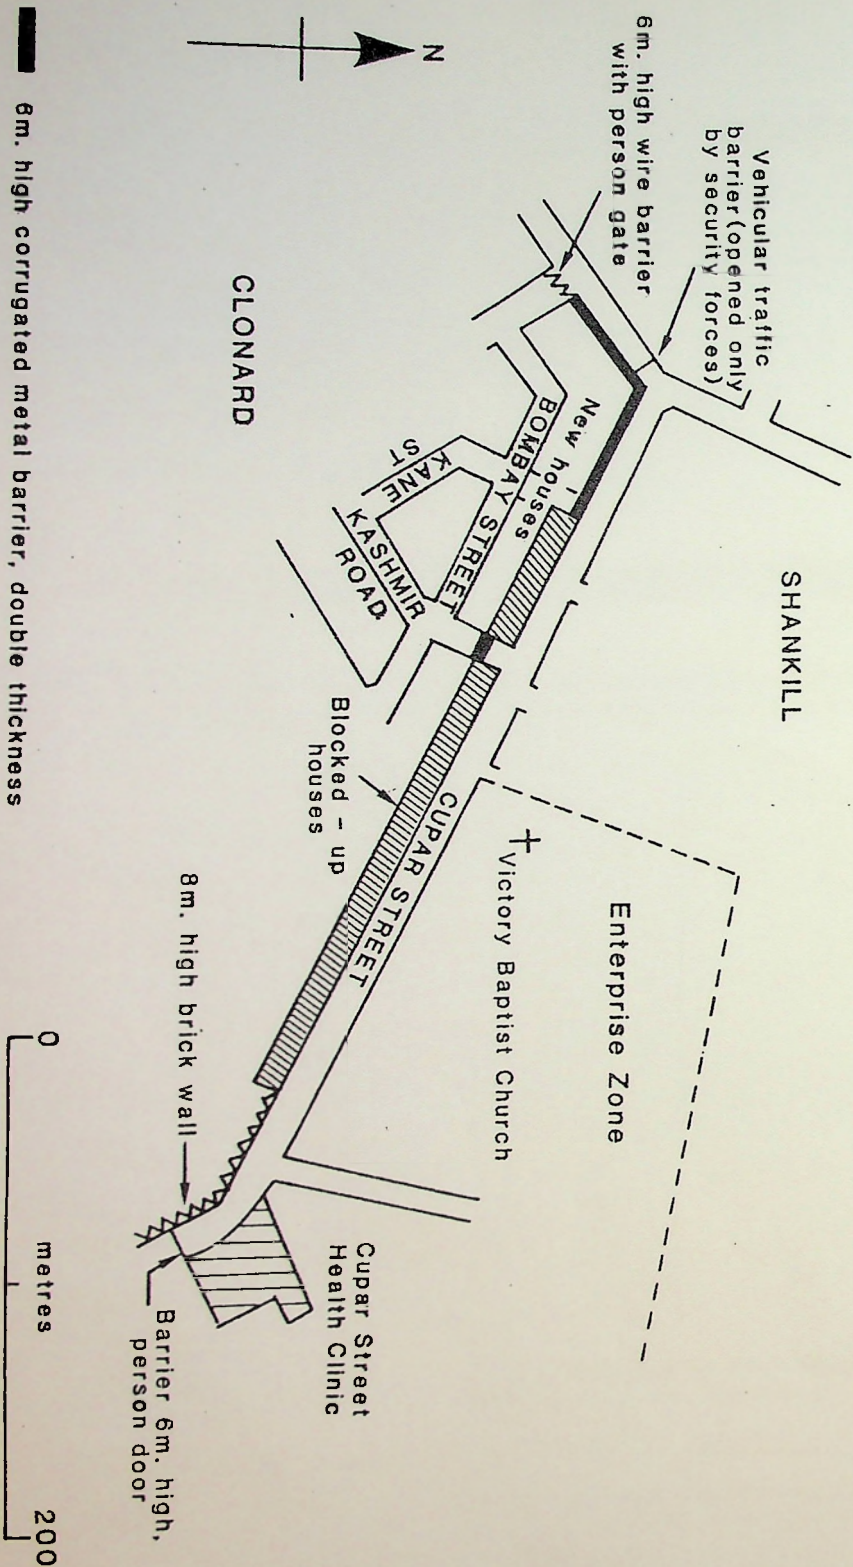 N
6m. high wire barrier
with person gate
Vehicular traffic
barrier (opened only
by security forces)
SHANKILL
CLONARD
New houses
BOMBAY STREET
KANE
ST
KASHMIR
ROAD
Blocked - up
houses
CUPAR STREET
Victory Baptist Church
Enterprise Zone
8m. high brick wall
Cupar Street
Health Clinic
Barrier 6m. high,
person door
6m. high corrugated metal barrier, double thickness
0
metres
200